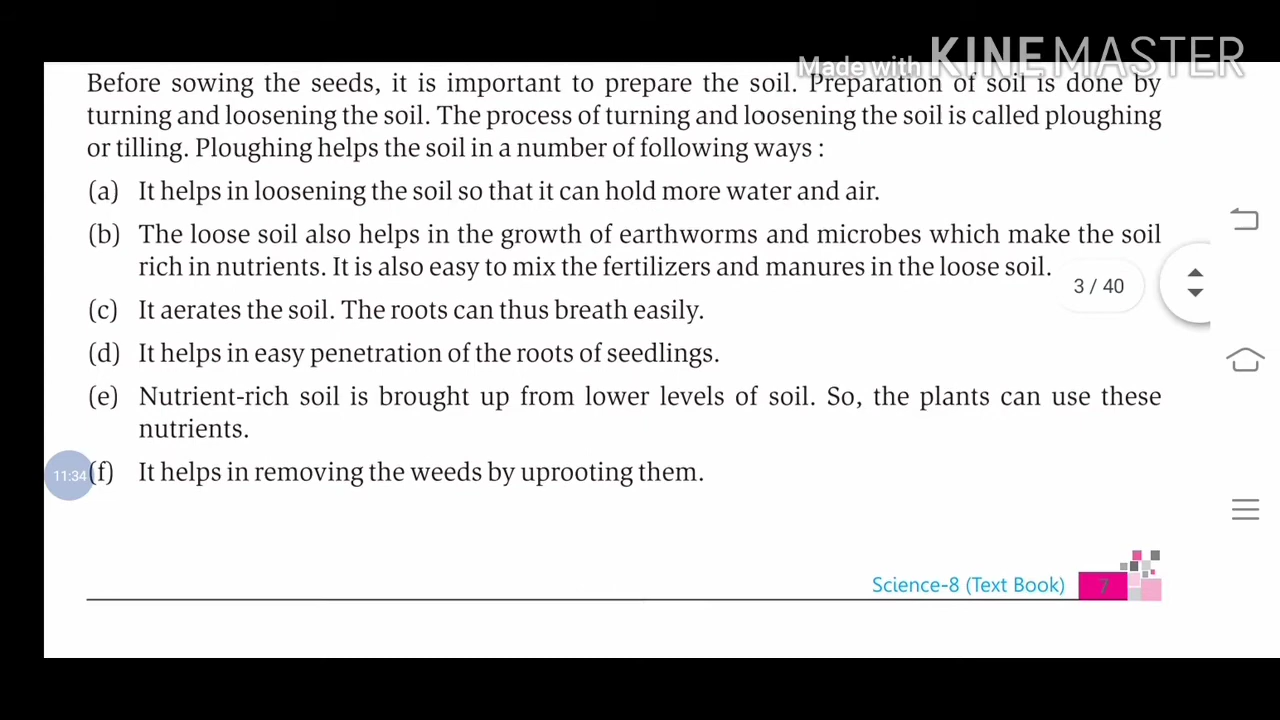 Made with KINEMASTER
Before sowing the seeds, it is important to prepare the soil. Preparation of soil is done by
turning and loosening the soil. The process of turning and loosening the soil is called ploughing
or tilling. Ploughing helps the soil in a number of following ways :
(a) It helps in loosening the soil so that it can hold more water and air.
(b) The loose soil also helps in the growth of earthworms and microbes which make the soil
rich in nutrients. It is also easy to mix the fertilizers and manures in the loose soil.
3 / 40
(c) It aerates the soil. The roots can thus breath easily.
(d) It helps in easy penetration of the roots of seedlings.
(e) Nutrient-rich soil is brought up from lower levels of soil. So, the plants can use these
nutrients.
11:34
(f) It helps in removing the weeds by uprooting them.
Science-8 (Text Book) 7